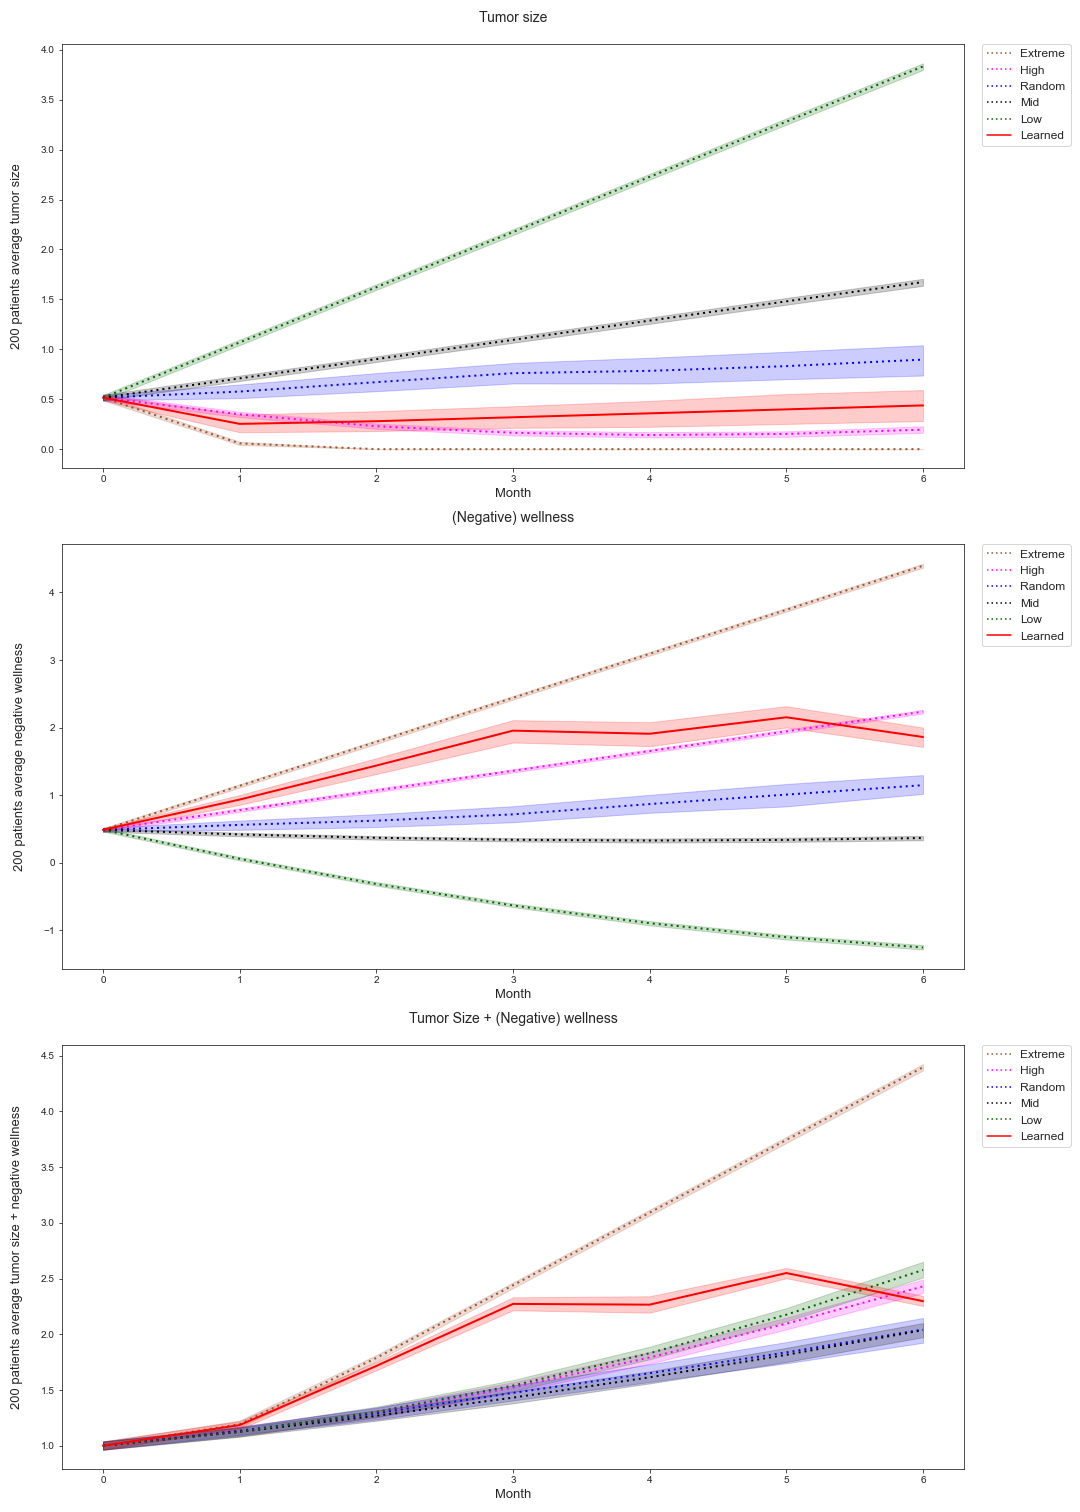 Tumor size
4.0
3.5
3.0
2.5
2.0
1.5
1.0
0.5
0.0
200 patients average tumor size
0 1 2 3 4 5 6
Month
Extreme
High
Random
Mid
Low
Learned
(Negative) wellness
4
3
2
1
0
−1
200 patients average negative wellness
0 1 2 3 4 5 6
Month
Extreme
High
Random
Mid
Low
Learned
Tumor Size + (Negative) wellness
4.5
4.0
3.5
3.0
2.5
2.0
1.5
1.0
200 patients average tumor size + negative wellness
0 1 2 3 4 5 6
Month
Extreme
High
Random
Mid
Low
Learned